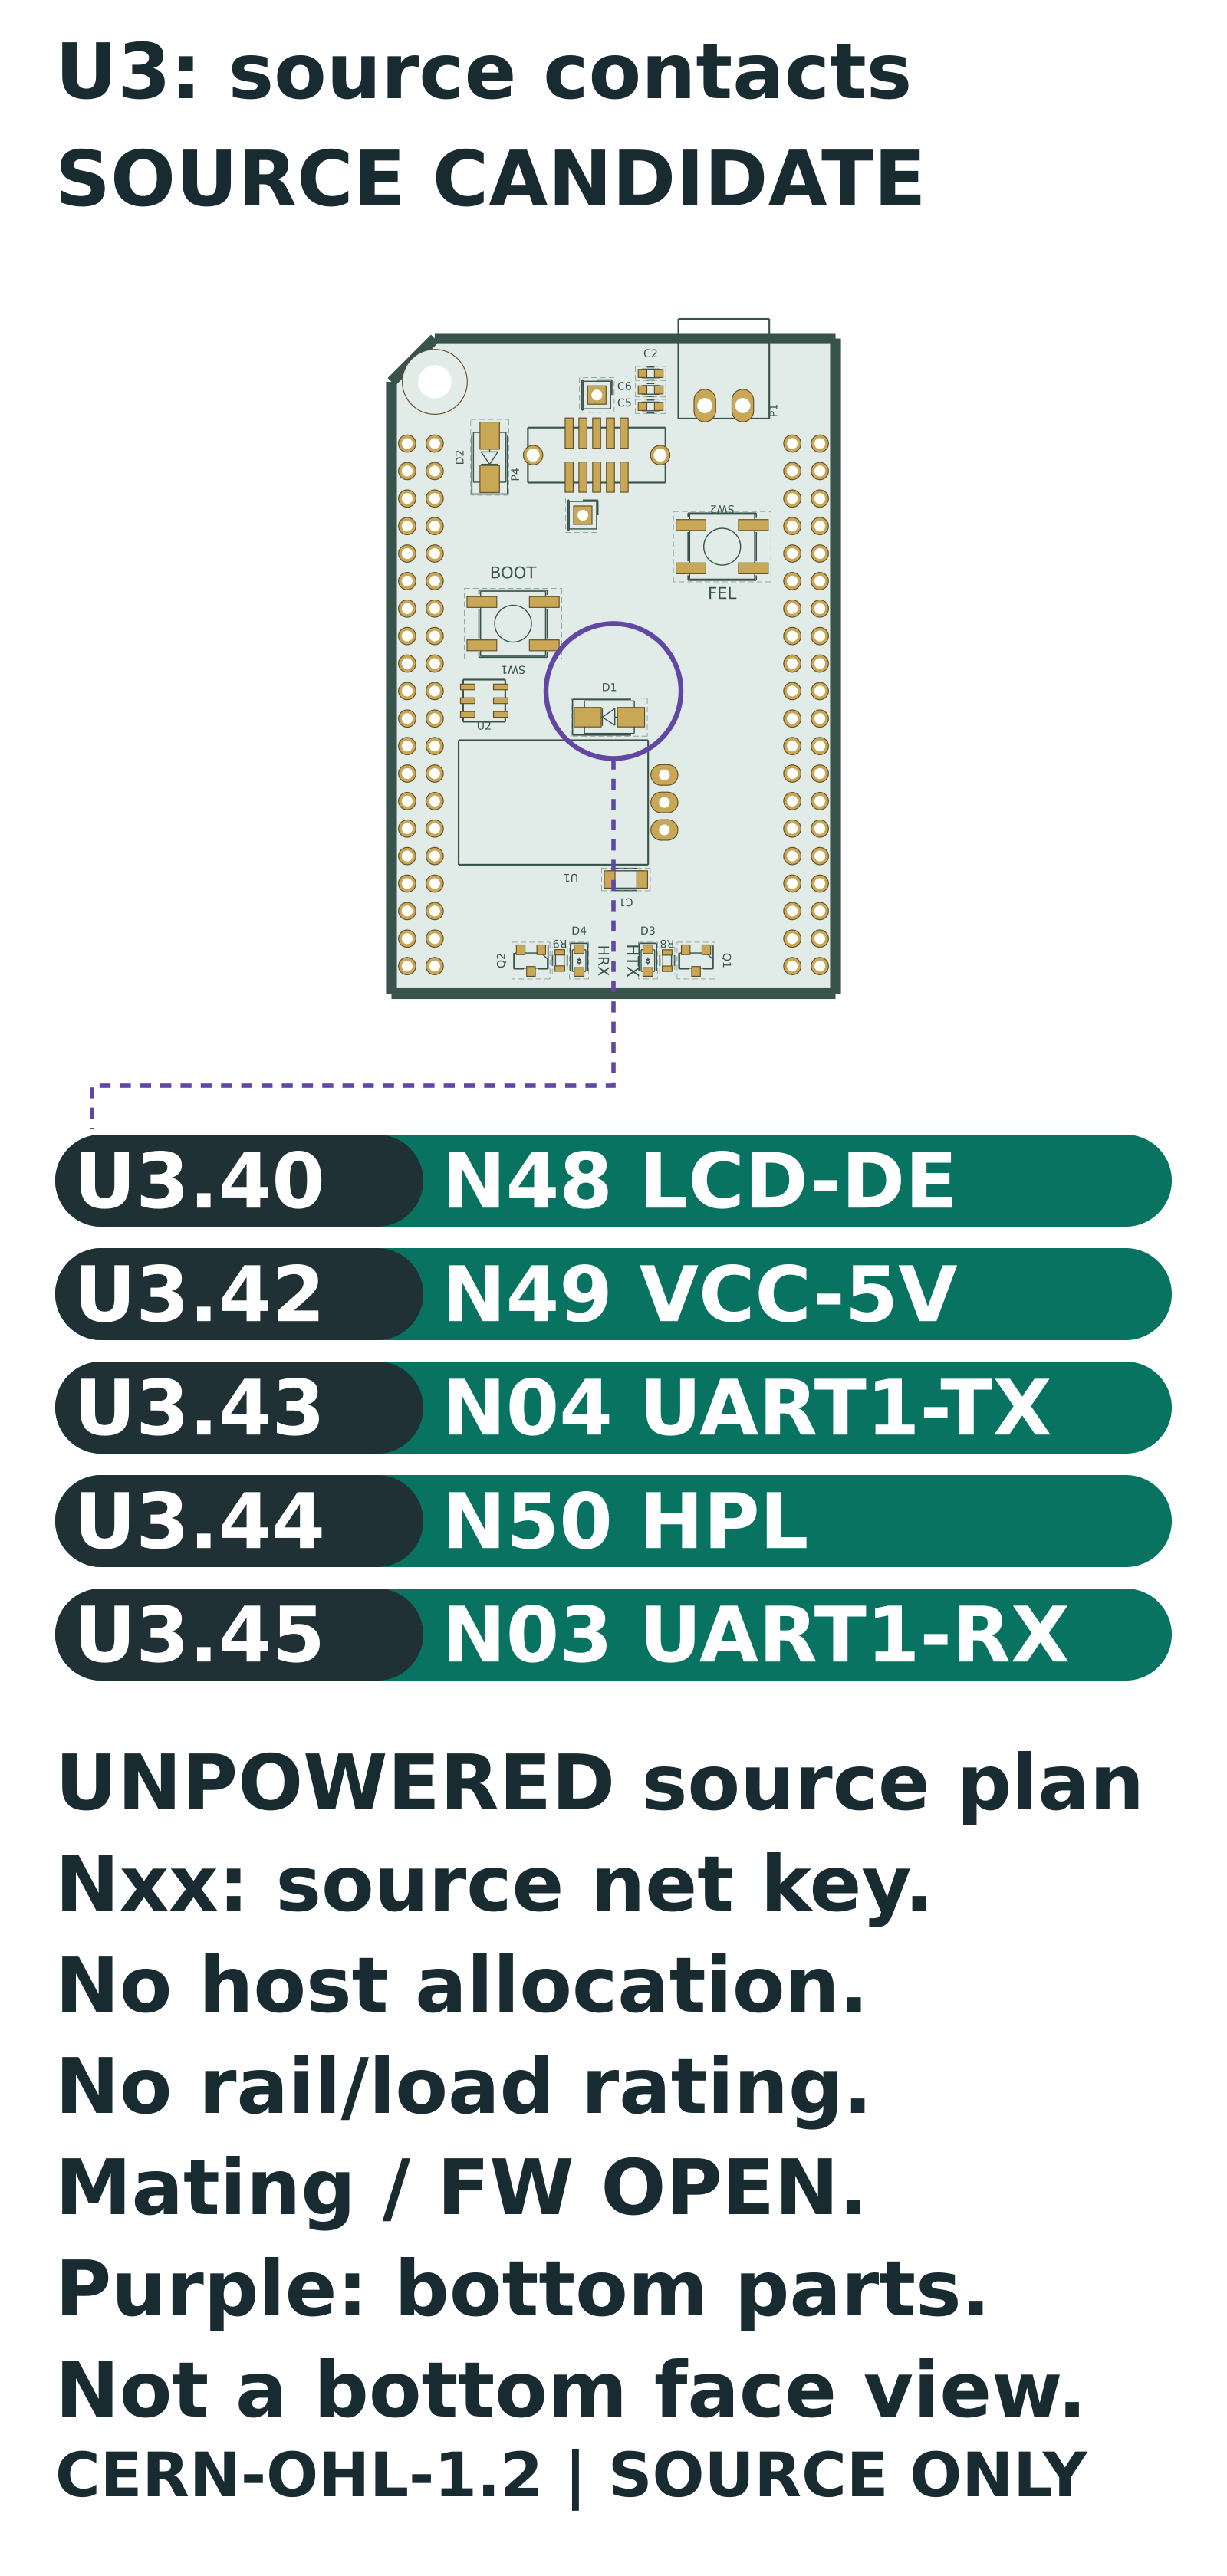 U3: source contacts
SOURCE CANDIDATE
C2
C6
C5
P1
D2
P4
SW2
BOOT
FEL
SW1
D1
U2
U1
C1
D4
D3
Q2
R9
HRX
HTX
R8
Q1
U3.40 N48 LCD-DE
U3.42 N49 VCC-5V
U3.43 N04 UART1-TX
U3.44 N50 HPL
U3.45 N03 UART1-RX
UNPOWERED source plan
Nxx: source net key.
No host allocation.
No rail/load rating.
Mating / FW OPEN.
Purple: bottom parts.
Not a bottom face view.
CERN-OHL-1.2 | SOURCE ONLY